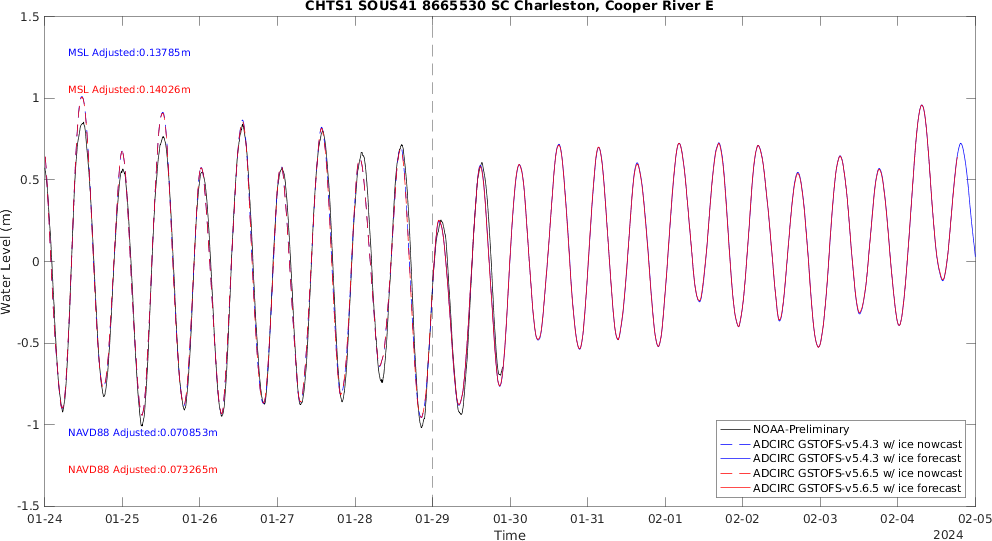 CHTS1 SOUS41 8665530 SC Charleston, Cooper River E
1.5
1
0.5
0
-0.5
-1
-1.5
Water Level (m)
MSL Adjusted:0.13785m
MSL Adjusted:0.14026m
NAVD88 Adjusted:0.070853m
NAVD88 Adjusted:0.073265m
NOAA-Preliminary
ADCIRC GSTOFS-v5.4.3 w/ ice nowcast
ADCIRC GSTOFS-v5.4.3 w/ ice forecast
ADCIRC GSTOFS-v5.6.5 w/ ice nowcast
ADCIRC GSTOFS-v5.6.5 w/ ice forecast
01-24 01-25 01-26 01-27 01-28 01-29 01-30 01-31 02-01 02-02 02-03 02-04 02-05
Time
2024